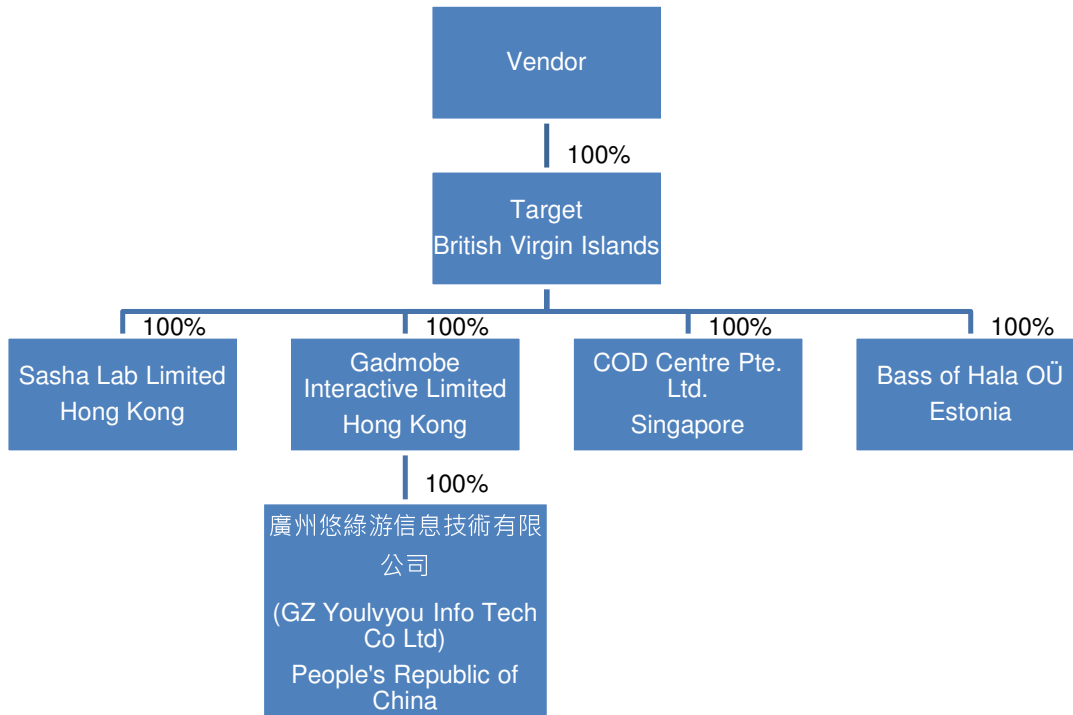 Vendor
100%
Target
British Virgin Islands
100%
100%
100%
100%
Sasha Lab Limited
Hong Kong
Gadmobe
Interactive Limited
Hong Kong
COD Centre Pte.
Ltd.
Singapore
Bass of Hala OÜ
Estonia
100%
廣州悠綠游信息技術有限
公司
(GZ Youlvyou Info Tech
Co Ltd)
People's Republic of
China